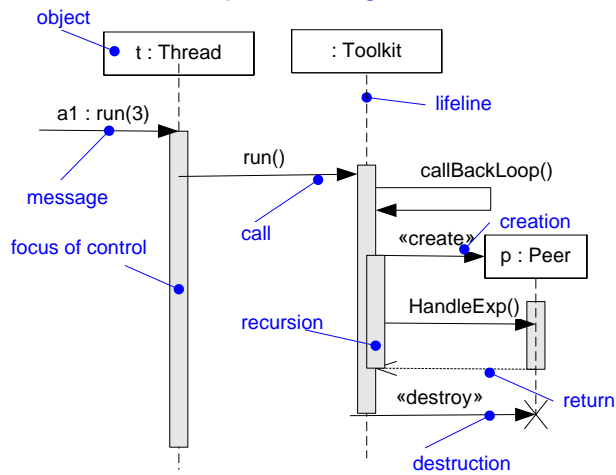 object
t : Thread
: Toolkit
lifeline
a1 : run(3)
run()
callBackLoop()
message
call
creation
«create»
focus of control
p : Peer
HandleExp()
recursion
«destroy»
return
destruction